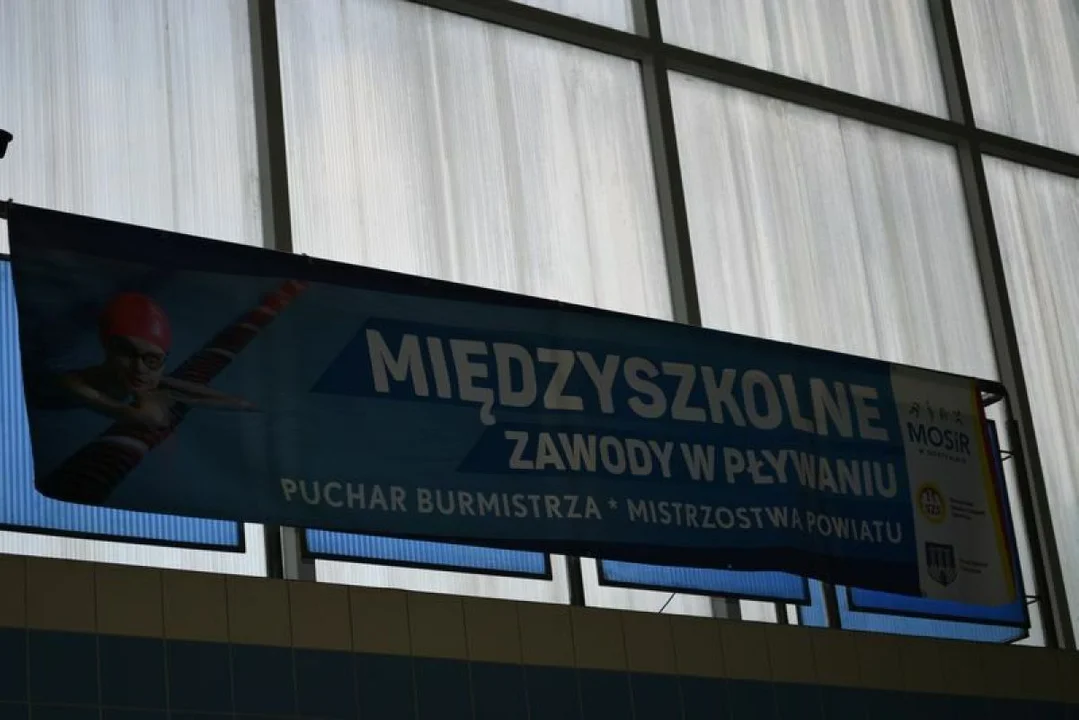 MIĘDZYSZKOLNE
ZAWODY W PŁYWANIU
PUCHAR BURMISTRZA * MISTRZOSTWA POWIATU
MOSiR